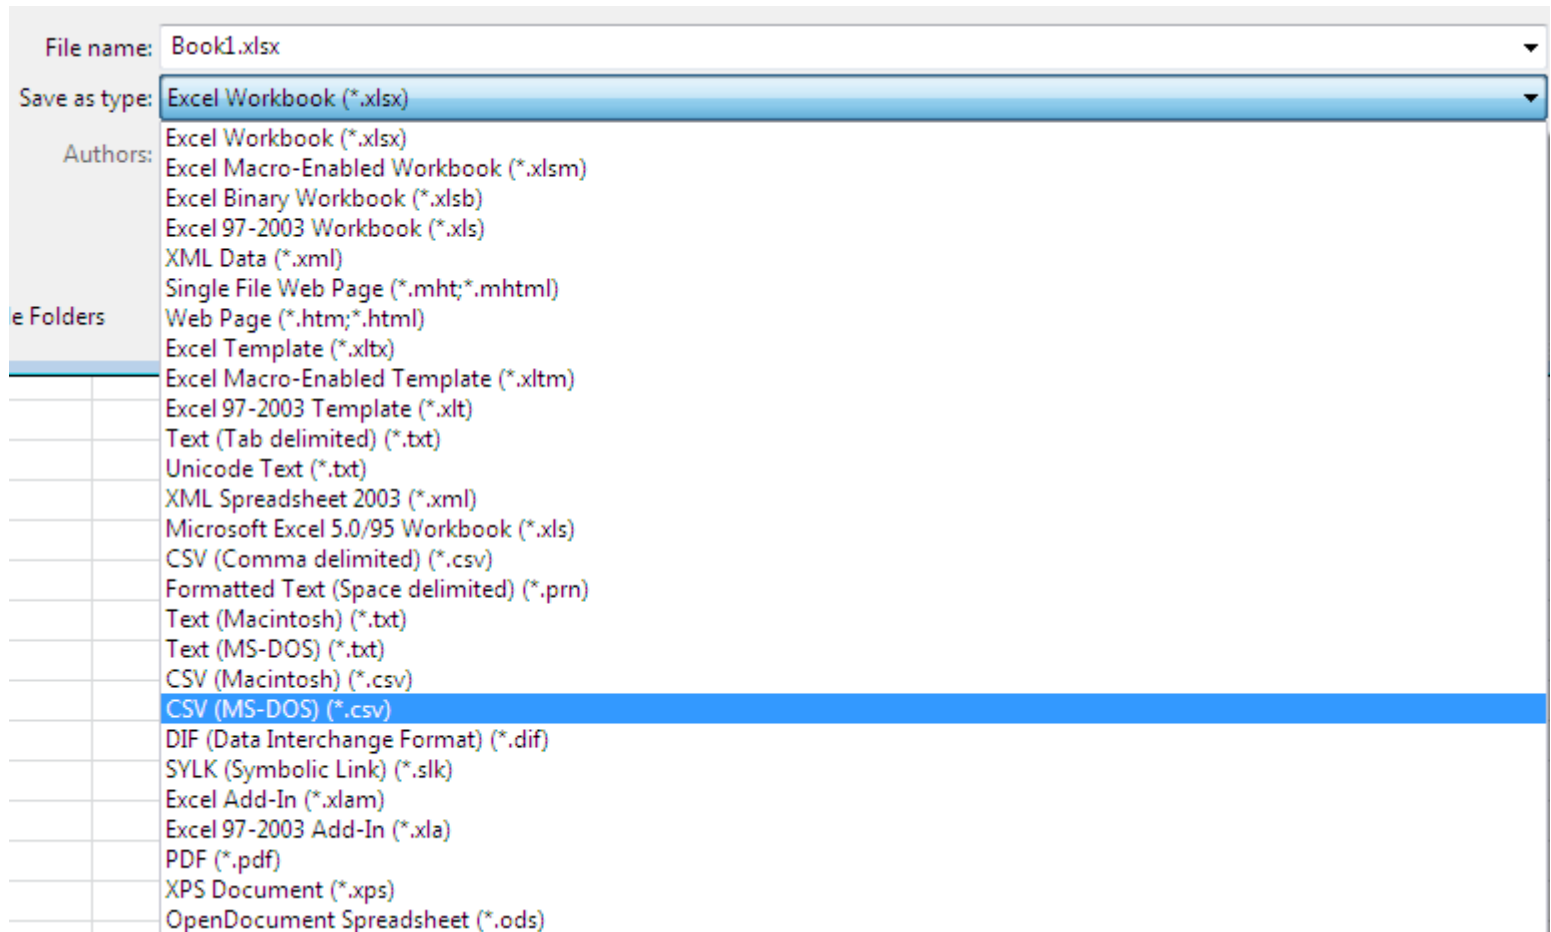 File name: Book1.xlsx
Save as type: Excel Workbook (*.xlsx)
Authors:
Excel Workbook (*.xlsx)
Excel Macro-Enabled Workbook (*.xlsm)
Excel Binary Workbook (*.xlsb)
Excel 97-2003 Workbook (*.xls)
XML Data (*.xml)
Single File Web Page (*.mht;*.mhtml)
le Folders
Web Page (*.htm;*.html)
Excel Template (*.xltx)
Excel Macro-Enabled Template (*.xltm)
Excel 97-2003 Template (*.xlt)
Text (Tab delimited) (*.txt)
Unicode Text (*.txt)
XML Spreadsheet 2003 (*.xml)
Microsoft Excel 5.0/95 Workbook (*.xls)
CSV (Comma delimited) (*.csv)
Formatted Text (Space delimited) (*.prn)
Text (Macintosh) (*.txt)
Text (MS-DOS) (*.txt)
CSV (Macintosh) (*.csv)
CSV (MS-DOS) (*.csv)
DIF (Data Interchange Format) (*.dif)
SYLK (Symbolic Link) (*.slk)
Excel Add-In (*.xlam)
Excel 97-2003 Add-In (*.xla)
PDF (*.pdf)
XPS Document (*.xps)
OpenDocument Spreadsheet (*.ods)